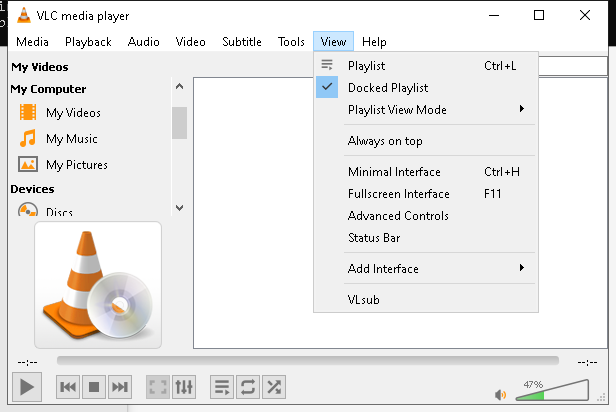 VLC media player
Media Playback Audio Video Subtitle Tools View Help
My Videos
My Computer
My Videos
My Music
My Pictures
Devices
Discs
Playlist Ctrl+L
Docked Playlist
Playlist View Mode
Always on top
Minimal Interface Ctrl+H
Fullscreen Interface F11
Advanced Controls
Status Bar
Add Interface
VLsub
--:-- --:--
47%